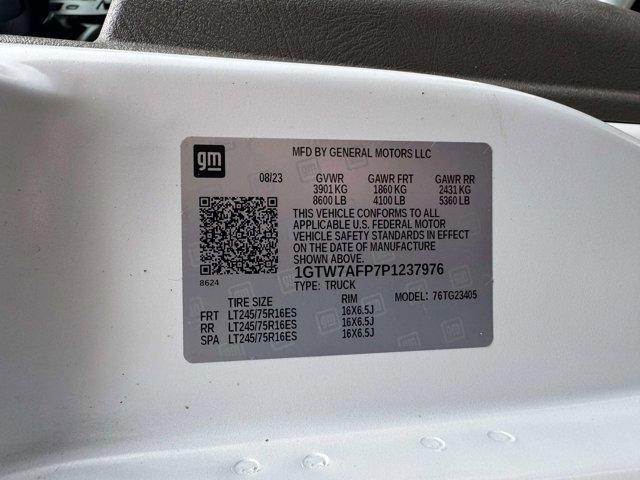 gm
MFD BY GENERAL MOTORS LLC
08/23 GVWR GAWR FRT GAWR RR
3901 KG 1860 KG 2431 KG
8600 LB 4100 LB 5360 LB
THIS VEHICLE CONFORMS TO ALL
APPLICABLE U.S. FEDERAL MOTOR
VEHICLE SAFETY STANDARDS IN EFFECT
ON THE DATE OF MANUFACTURE
SHOWN ABOVE.
8624
1GTW7AFP7P1237976
TYPE: TRUCK
TIRE SIZE RIM MODEL: 76TG23405
FRT LT245/75R16ES 16X6.5J
RR LT245/75R16ES 16X6.5J
SPA LT245/75R16ES 16X6.5J